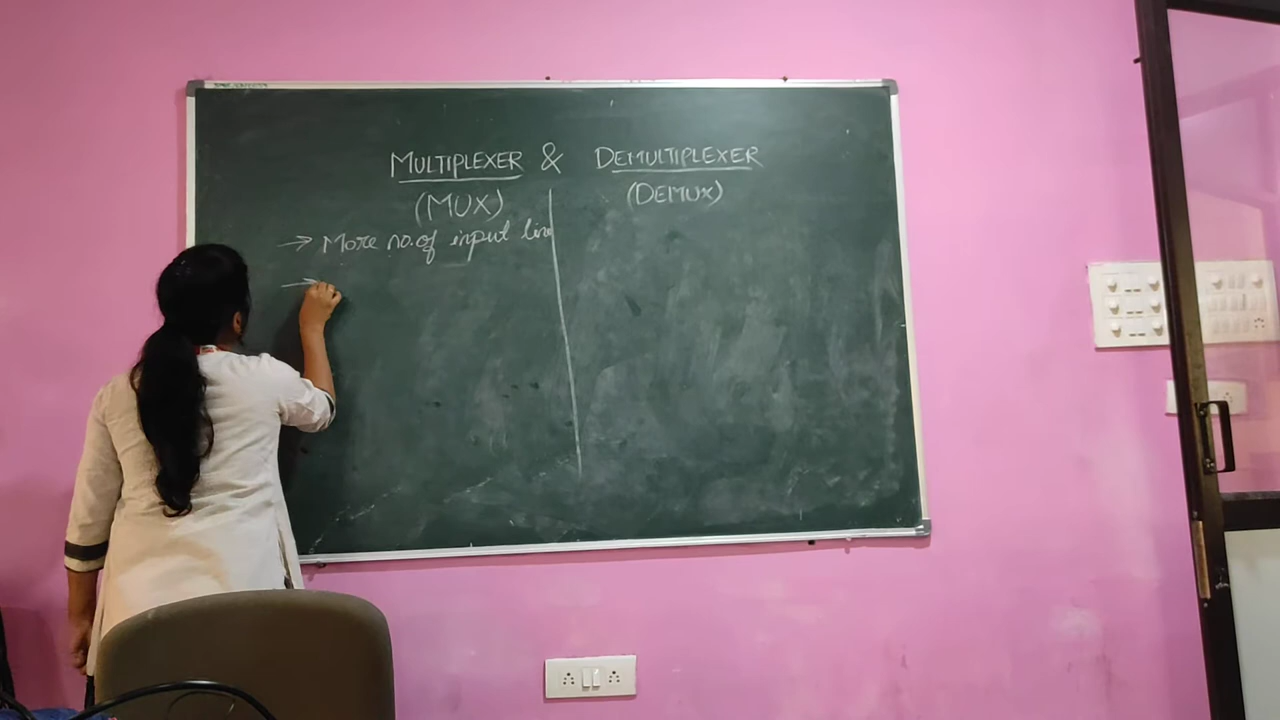 MULTIPLEXER & DEMULTIPLEXER
(MUX) (DEMUX)
→ More no. of input line
→